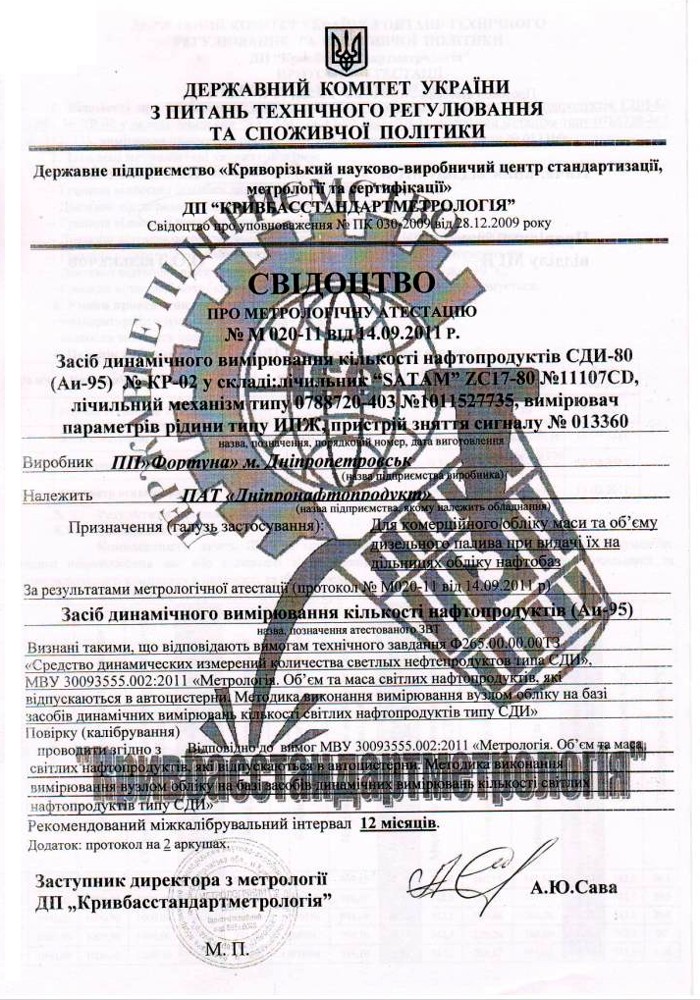 ДЕРЖАВНИЙ КОМІТЕТ УКРАЇНИ
З ПИТАНЬ ТЕХНІЧНОГО РЕГУЛЮВАННЯ
ТА СПОЖИВЧОЇ ПОЛІТИКИ
Державне підприємство «Криворізький науково-виробничий центр стандартизації,
метрології та сертифікації»
ДП “КРИВБАССТАНДАРТМЕТРОЛОГІЯ”
Свідоцтво про уповноваження № ПК 030-2009 від 28.12.2009 року
СВІДОЦТВО
ПРО МЕТРОЛОГІЧНУ АТЕСТАЦІЮ
№ М 020-11 від 14.09.2011 р.
Засіб динамічного вимірювання кількості нафтопродуктів СДИ-80
(Аи-95) № КР-02 у складі:лічильник “SATAM” ZC17-80 №11107CD,
лічильний механізм типу 0788720-403 №1011527735, вимірювач
параметрів рідини типу ИПЖ, пристрій зняття сигналу № 013360
назва, позначення, порядковий номер, дата виготовлення
Виробник ПП»Фортуна» м. Дніпропетровськ
(назва підприємства виробника)
Належить ПАТ «Дніпронафтопродукт»
(назва підприємства, якому належить обладнання)
Призначення (галузь застосування): Для комерційного обліку маси та об’єму
дизельного палива при видачі їх на
дільницях обліку нафтобаз
За результатами метрологічної атестації (протокол № М020-11 від 14.09.2011 р)
Засіб динамічного вимірювання кількості нафтопродуктів (Аи-95)
назва, позначення атестованого ЗВТ
Визнані такими, що відповідають вимогам технічного завдання Ф265.00.00.00ТЗ
«Средство динамических измерений количества светлых нефтепродуктов типа СДИ»,
МВУ 30093555.002:2011 «Метрологія. Об’єм та маса світлих нафтопродуктів, які
відпускаються в автоцистерни. Методика виконання вимірювання вузлом обліку на базі
засобів динамічних вимірювань кількості світлих нафтопродуктів типу СДИ»
Повірку (калібрування)
проводити згідно з Відповідно до вимог МВУ 30093555.002:2011 «Метрологія. Об’єм та маса
світлих нафтопродуктів, які відпускаються в автоцистерни. Методика виконання
вимірювання вузлом обліку на базі засобів динамічних вимірювань кількості світлих
нафтопродуктів типу СДИ»
Рекомендований міжкалібрувальний інтервал 12 місяців.
Додаток: протокол на 2 аркушах.
Заступник директора з метрології
ДП „Кривбасстандартметрологія”
А.Ю.Сава
М. П.
ДЕРЖАВНЕ ПІДПРИЄМСТВО
"Кривбасстандартметрологія"